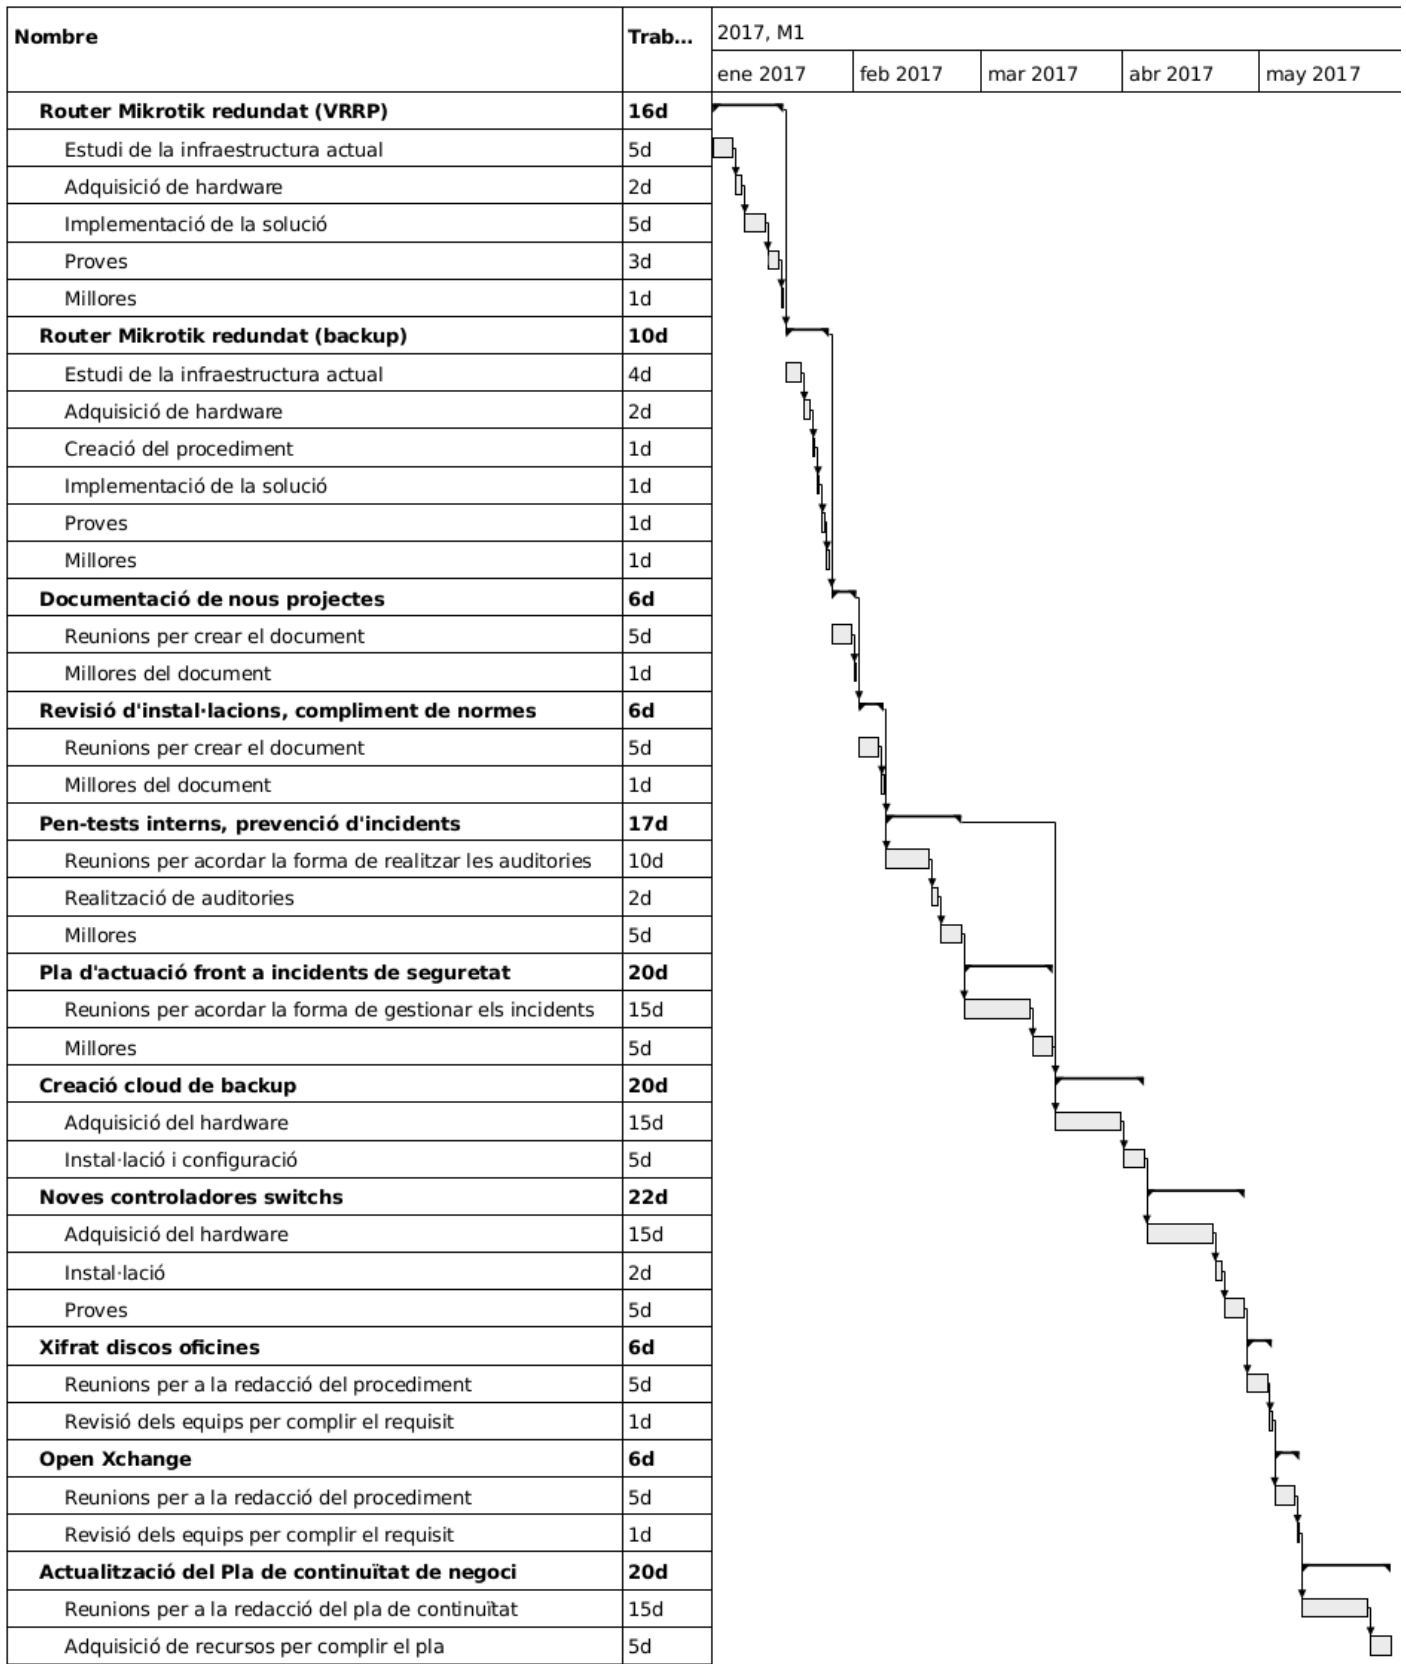 Nombre Trab... 2017, M1
ene 2017 feb 2017 mar 2017 abr 2017 may 2017
Router Mikrotik redundat (VRRP) 16d
Estudi de la infraestructura actual 5d
Adquisició de hardware 2d
Implementació de la solució 5d
Proves 3d
Millores 1d
Router Mikrotik redundat (backup) 10d
Estudi de la infraestructura actual 4d
Adquisició de hardware 2d
Creació del procediment 1d
Implementació de la solució 1d
Proves 1d
Millores 1d
Documentació de nous projectes 6d
Reunions per crear el document 5d
Millores del document 1d
Revisió d'instal·lacions, compliment de normes 6d
Reunions per crear el document 5d
Millores del document 1d
Pen-tests interns, prevenció d'incidents 17d
Reunions per acordar la forma de realitzar les auditories 10d
Realització de auditories 2d
Millores 5d
Pla d'actuació front a incidents de seguretat 20d
Reunions per acordar la forma de gestionar els incidents 15d
Millores 5d
Creació cloud de backup 20d
Adquisició del hardware 15d
Instal·lació i configuració 5d
Noves controladores switchs 22d
Adquisició del hardware 15d
Instal·lació 2d
Proves 5d
Xifrat discos oficines 6d
Reunions per a la redacció del procediment 5d
Revisió dels equips per complir el requisit 1d
Open Xchange 6d
Reunions per a la redacció del procediment 5d
Revisió dels equips per complir el requisit 1d
Actualització del Pla de continuïtat de negoci 20d
Reunions per a la redacció del pla de continuïtat 15d
Adquisició de recursos per complir el pla 5d